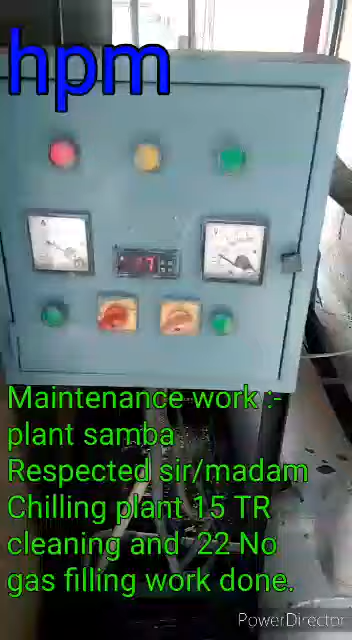 hpm
A
V
Maintenance work :-
plant samba
Respected sir/madam
Chilling plant 15 TR
cleaning and 22 No
gas filling work done.
PowerDirector